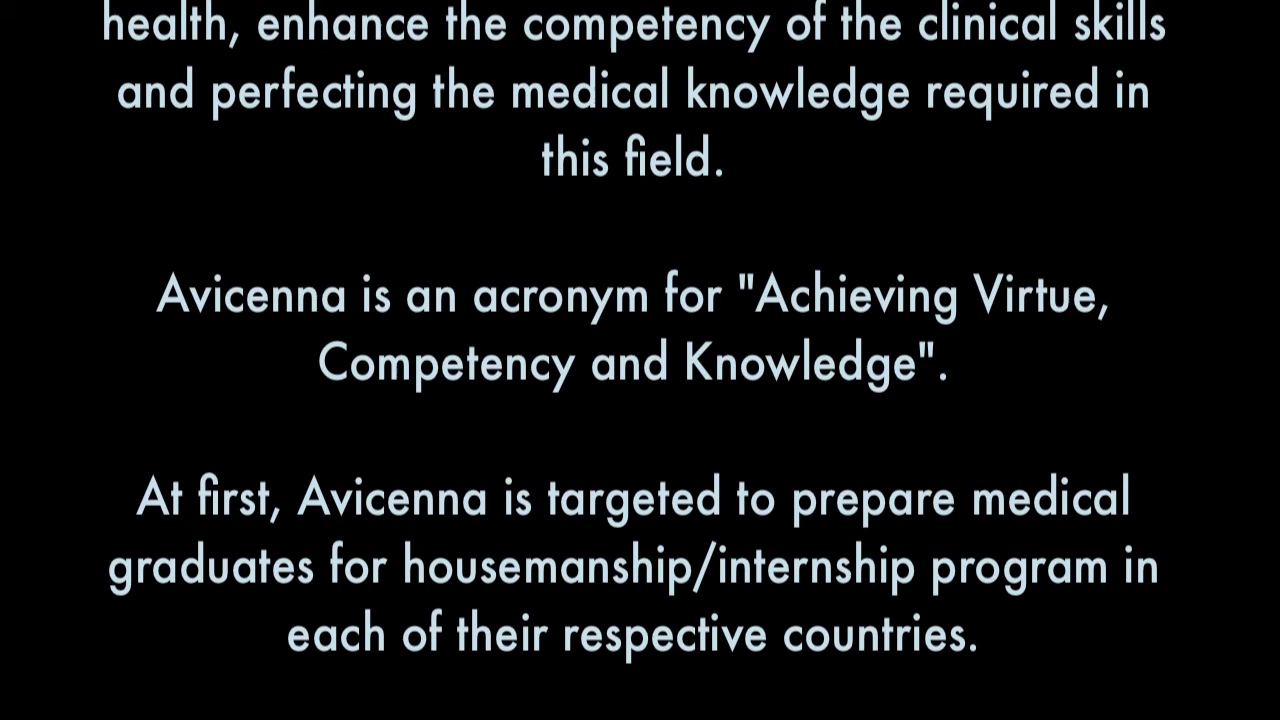 health, enhance the competency of the clinical skills
and perfecting the medical knowledge required in
this field.
Avicenna is an acronym for "Achieving Virtue,
Competency and Knowledge".
At first, Avicenna is targeted to prepare medical
graduates for housemanship/internship program in
each of their respective countries.